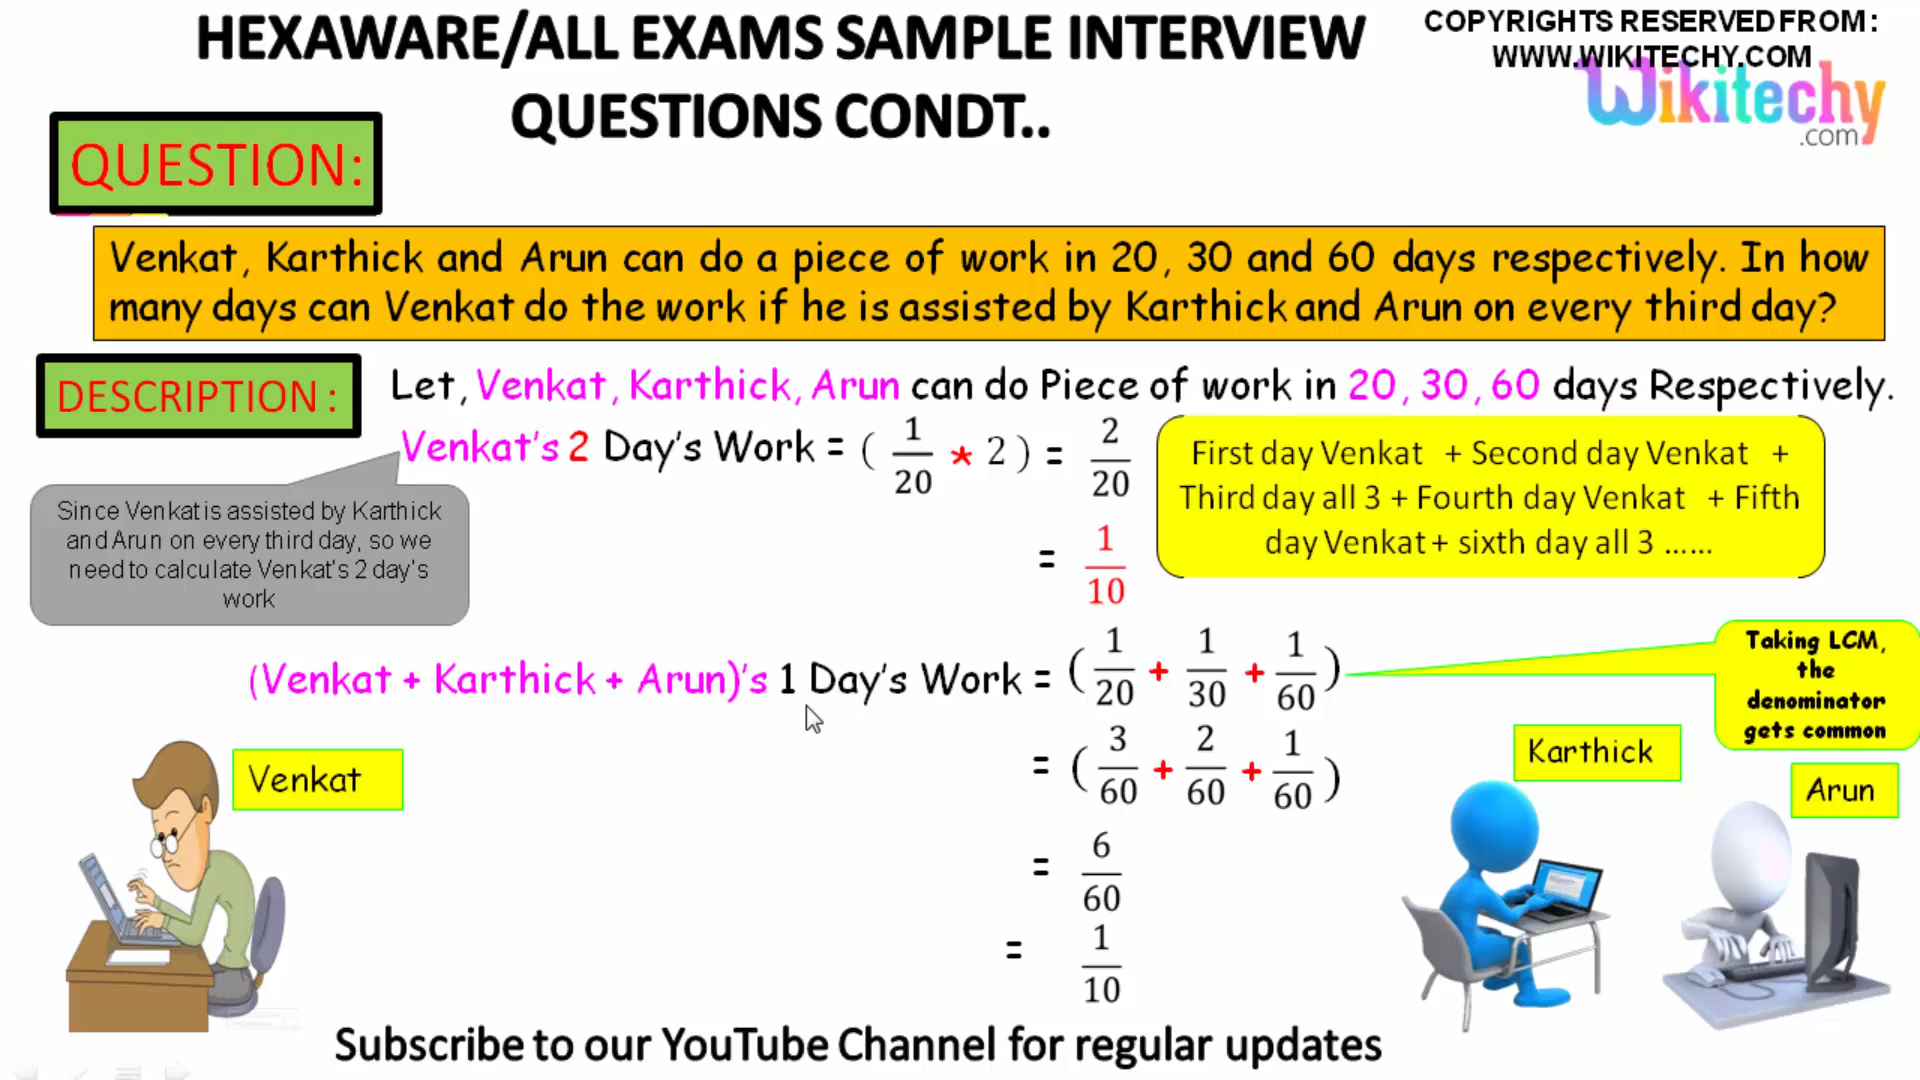 HEXAWARE/ALL EXAMS SAMPLE INTERVIEW
QUESTIONS CONDT..
COPYRIGHTS RESERVED FROM:
WWW.WIKITECHY.COM
Wikitechy
.com
QUESTION:
Venkat, Karthick and Arun can do a piece of work in 20, 30 and 60 days respectively. In how
many days can Venkat do the work if he is assisted by Karthick and Arun on every third day?
DESCRIPTION :
Let, Venkat, Karthick, Arun can do Piece of work in 20, 30, 60 days Respectively.
Venkat's 2 Day's Work = ( 1/20 * 2 ) = 2/20
= 1/10
First day Venkat + Second day Venkat +
Third day all 3 + Fourth day Venkat + Fifth
day Venkat + sixth day all 3 ......
Since Venkat is assisted by Karthick
and Arun on every third day, so we
need to calculate Venkat's 2 day's
work
(Venkat + Karthick + Arun)'s 1 Day's Work = ( 1/20 + 1/30 + 1/60 )
Taking LCM,
the
denominator
gets common
= ( 3/60 + 2/60 + 1/60 )
= 6/60
= 1/10
Venkat
Karthick
Arun
Subscribe to our YouTube Channel for regular updates